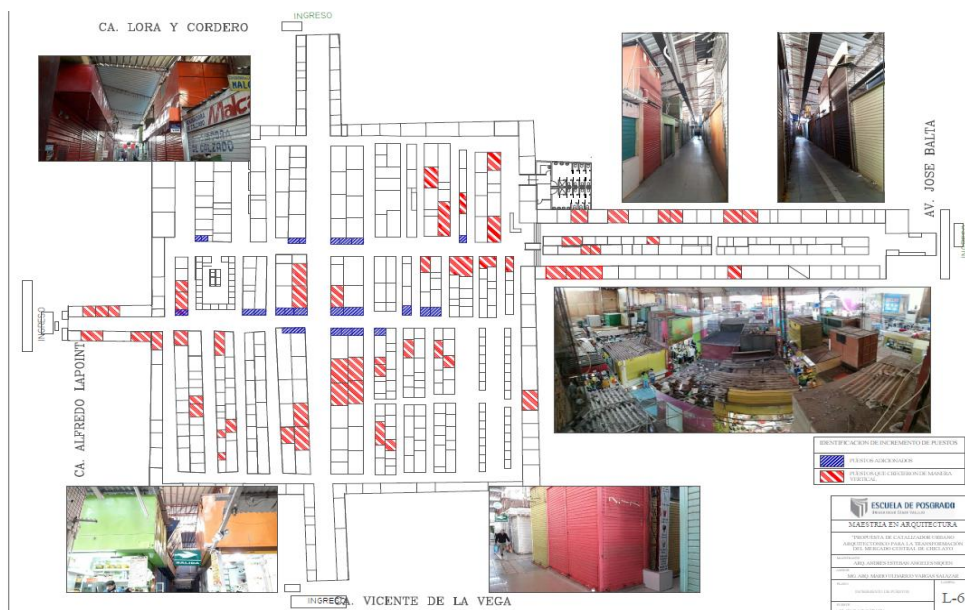 INGRESO
CA. LORA Y CORDERO
AV. JOSE BALTA
INGRESO
CA. ALFREDO LAPOINT.
INGRESO
CA. VICENTE DE LA VEGA
IDENTIFICACION DE INCREMENTO DE PUESTOS
PUESTOS ADICIONADOS
PUESTOS QUE CRECIERON DE MANERA
VERTICAL
ESCUELA DE POSGRADO
MAESTRIA EN ARQUITECTURA
"PROPUESTA DE CATALIZADOR URBANO
ARQUITECTONICO PARA LA TRANSFORMACION
DEL MERCADO CENTRAL DE CHICLAYO
L-6